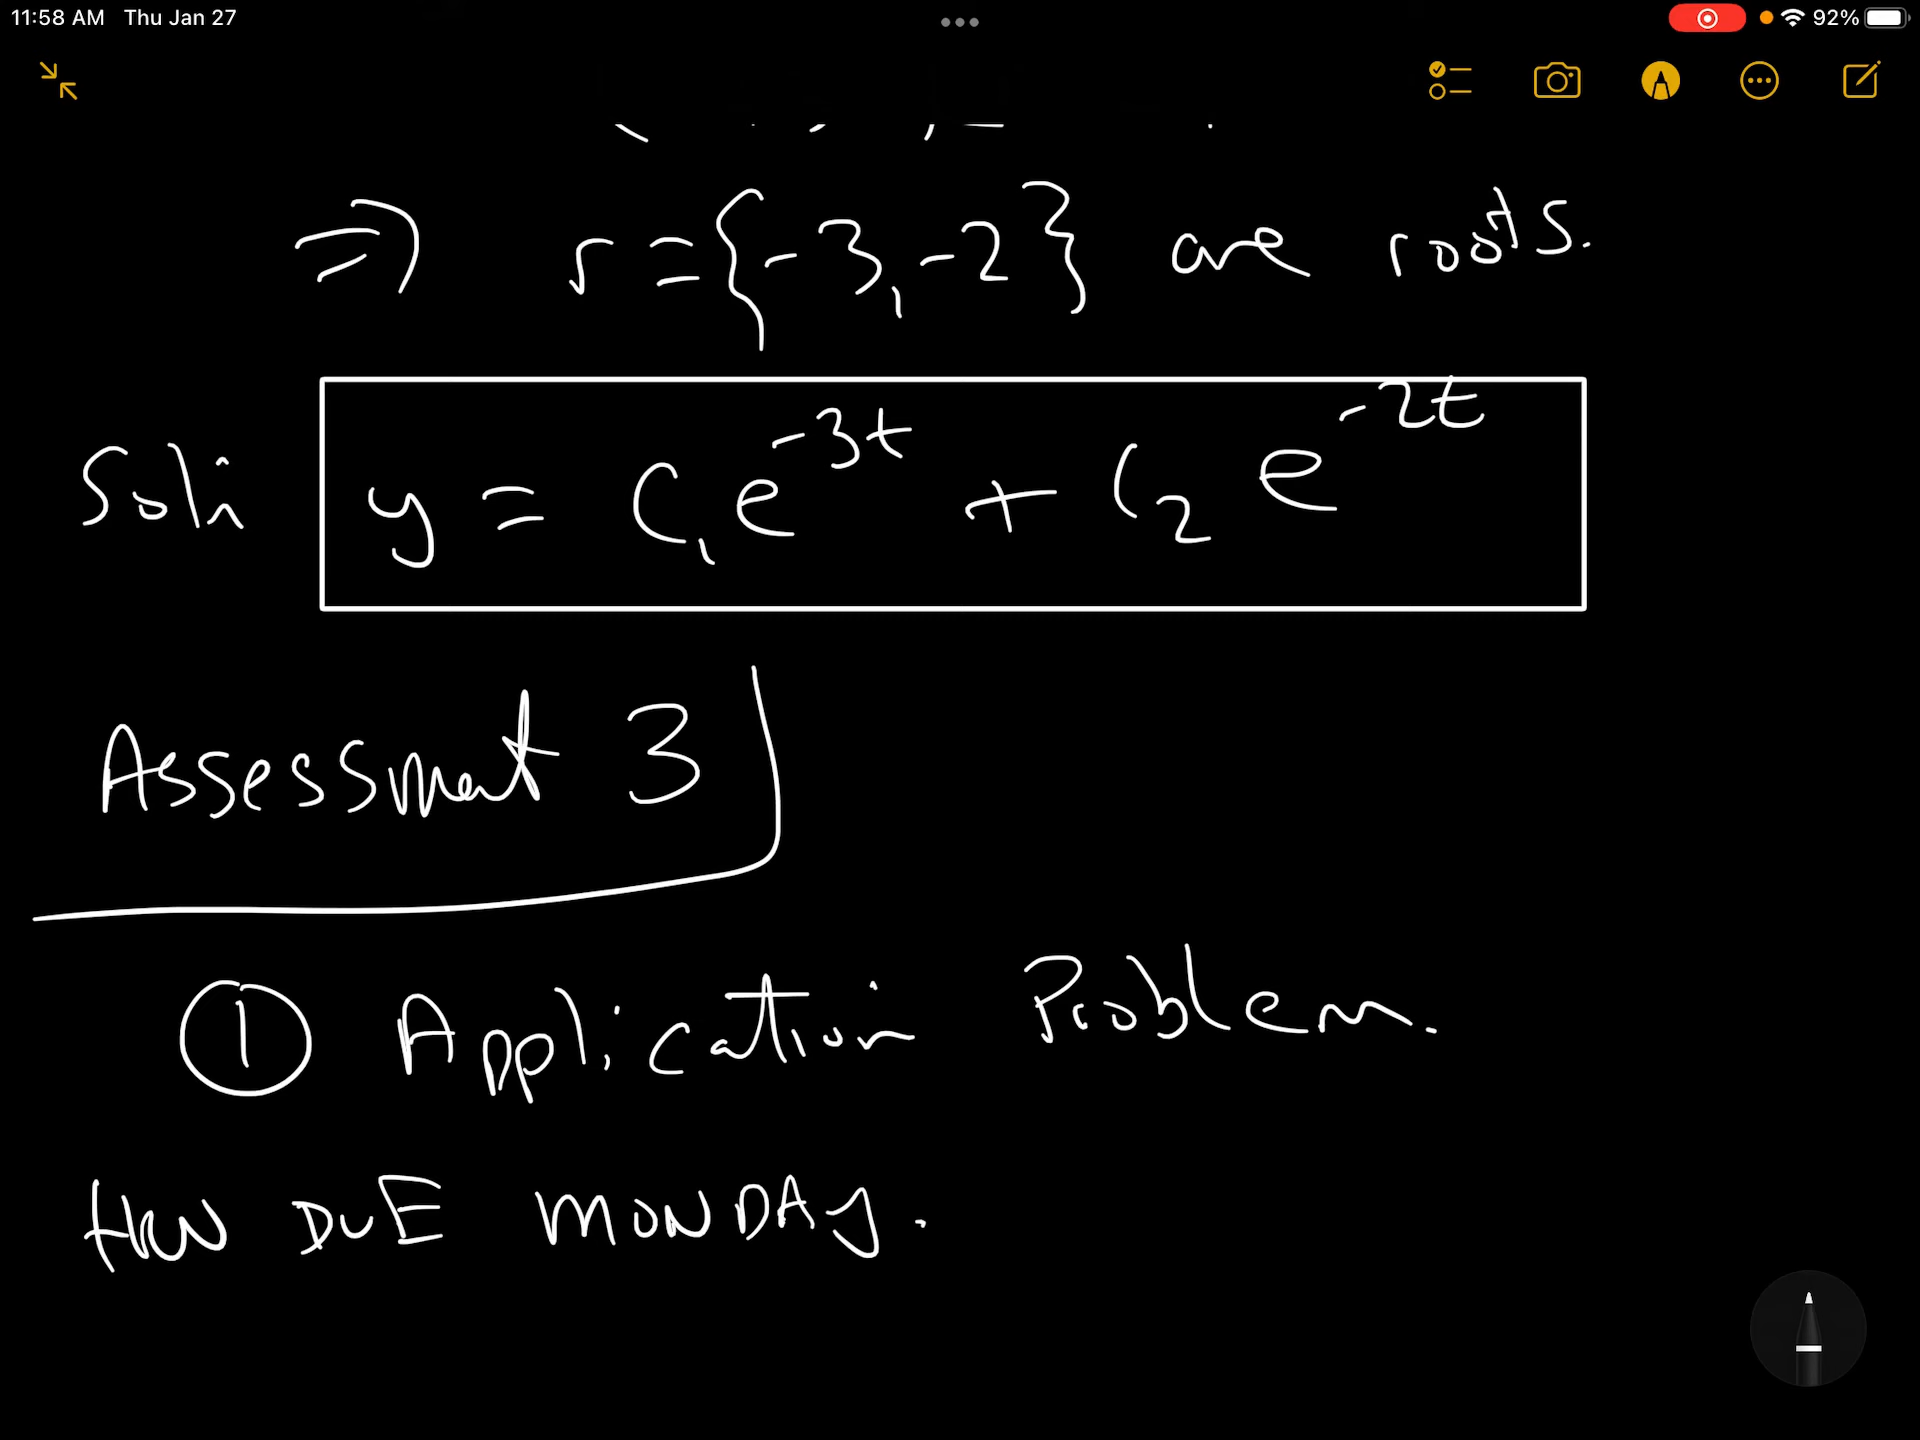 11:58 AM Thu Jan 27 92%
⇒ r = {-3, -2} are roots.
Soln y = C₁e^-3t + C₂e^-2t
Assessment 3
① Application Problem.
HW DUE MONDAY.